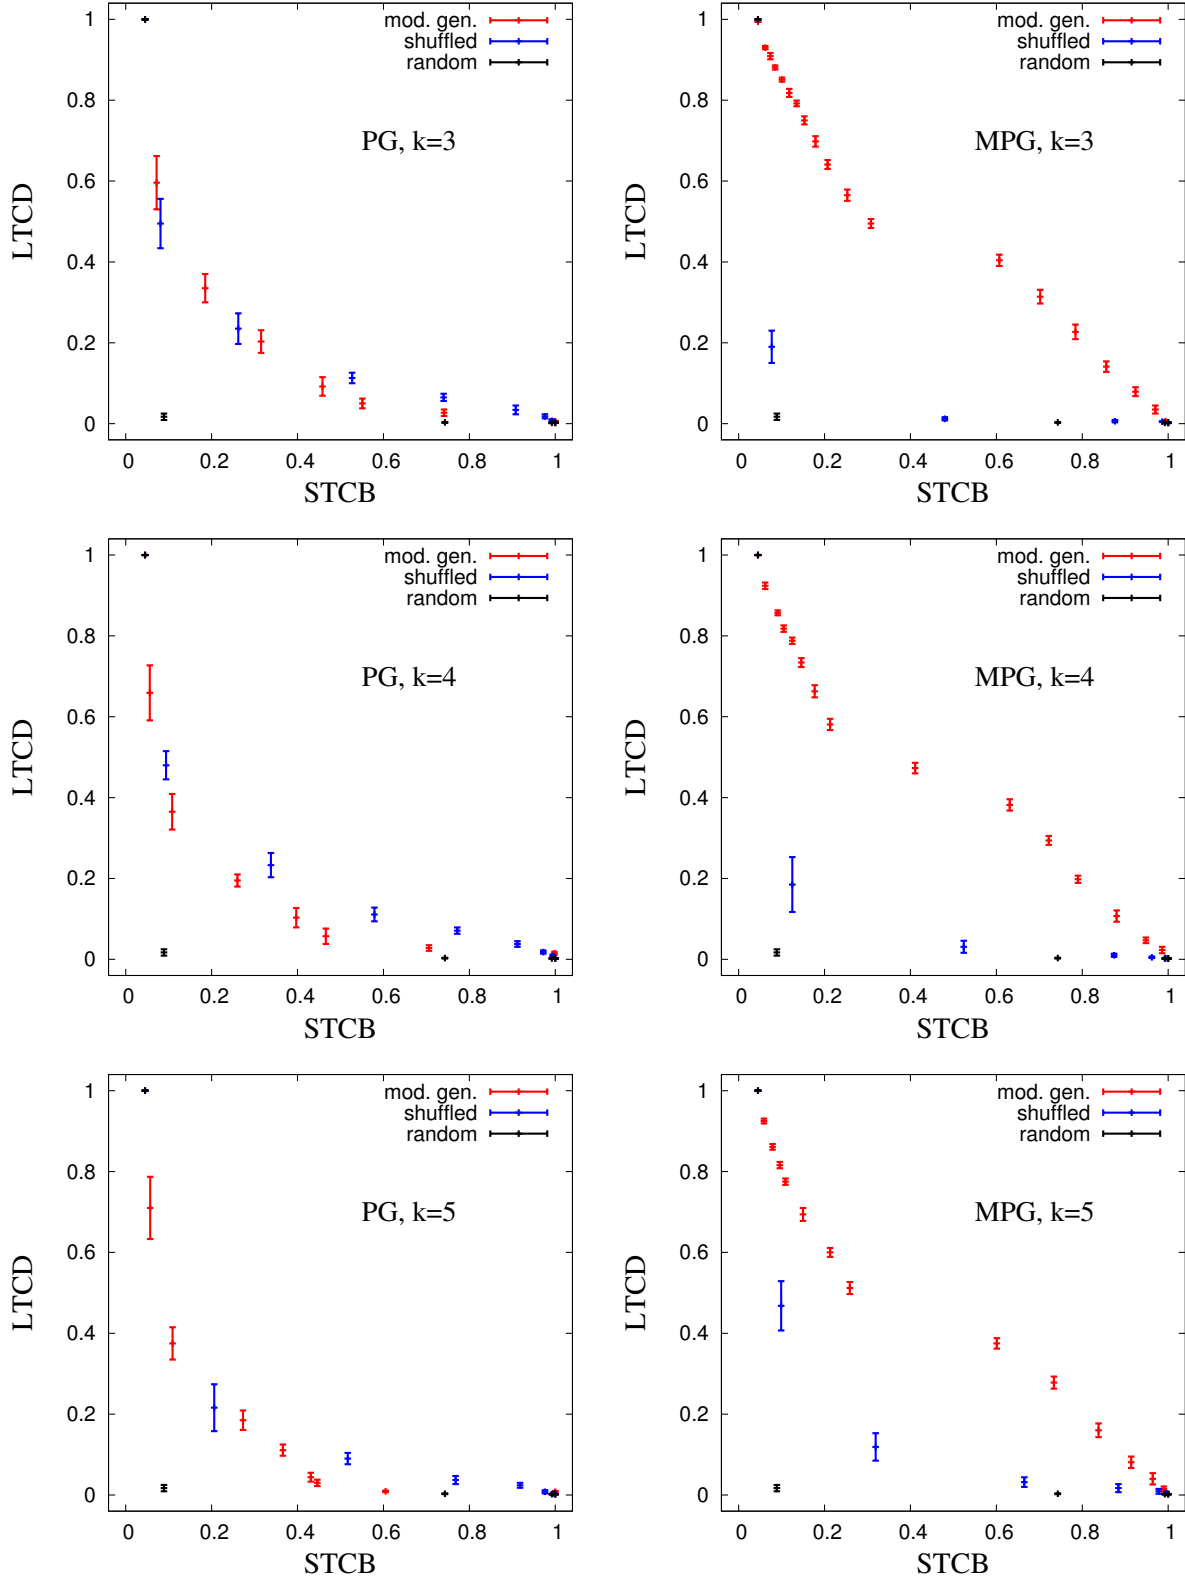 1
0.8
0.6
0.4
0.2
0
0 0.2 0.4 0.6 0.8 1
LTCD
STCB
mod. gen.
shuffled
random
PG, k=3
1
0.8
0.6
0.4
0.2
0
0 0.2 0.4 0.6 0.8 1
LTCD
STCB
mod. gen.
shuffled
random
MPG, k=3
1
0.8
0.6
0.4
0.2
0
0 0.2 0.4 0.6 0.8 1
LTCD
STCB
mod. gen.
shuffled
random
PG, k=4
1
0.8
0.6
0.4
0.2
0
0 0.2 0.4 0.6 0.8 1
LTCD
STCB
mod. gen.
shuffled
random
MPG, k=4
1
0.8
0.6
0.4
0.2
0
0 0.2 0.4 0.6 0.8 1
LTCD
STCB
mod. gen.
shuffled
random
PG, k=5
1
0.8
0.6
0.4
0.2
0
0 0.2 0.4 0.6 0.8 1
LTCD
STCB
mod. gen.
shuffled
random
MPG, k=5